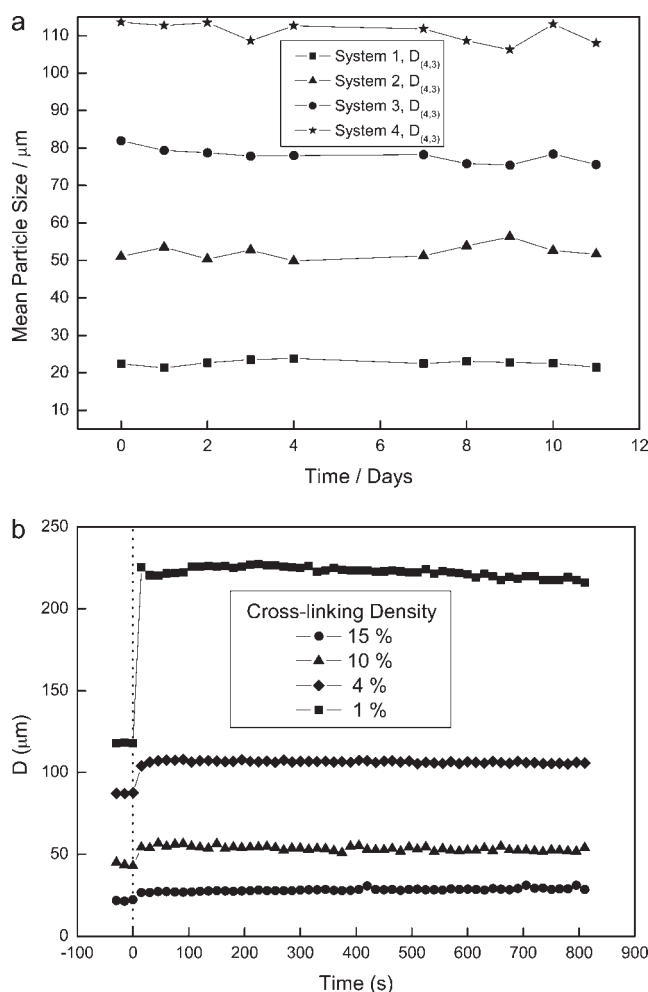 a
110
100
90
80
70
60
50
40
30
20
10
Mean Particle Size / μm
System 1, D(4,3)
System 2, D(4,3)
System 3, D(4,3)
System 4, D(4,3)
0 2 4 6 8 10 12
Time / Days
b
250
200
150
100
50
0
D (μm)
Cross-linking Density
15 %
10 %
4 %
1 %
-100 0 100 200 300 400 500 600 700 800 900
Time (s)